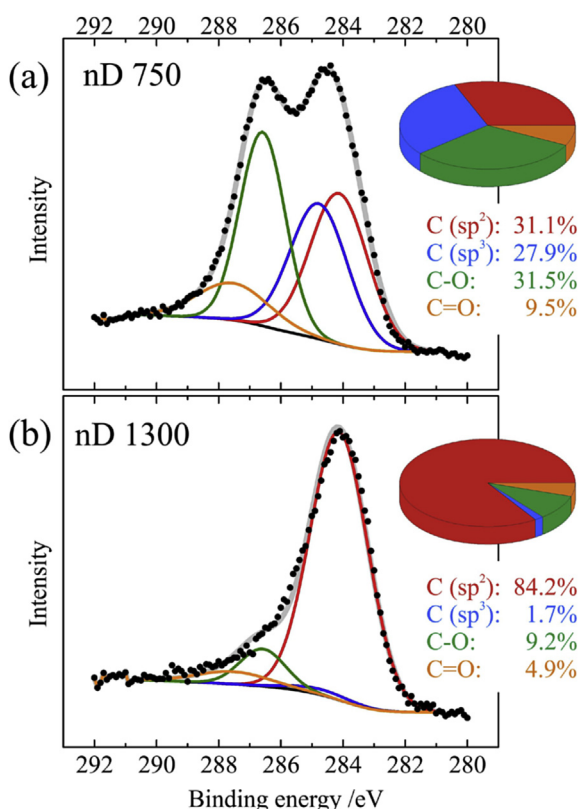 292 290 288 286 284 282 280
(a) nD 750
Intensity
C (sp²): 31.1%
C (sp³): 27.9%
C-O: 31.5%
C=O: 9.5%
(b) nD 1300
Intensity
C (sp²): 84.2%
C (sp³): 1.7%
C-O: 9.2%
C=O: 4.9%
292 290 288 286 284 282 280
Binding energy /eV